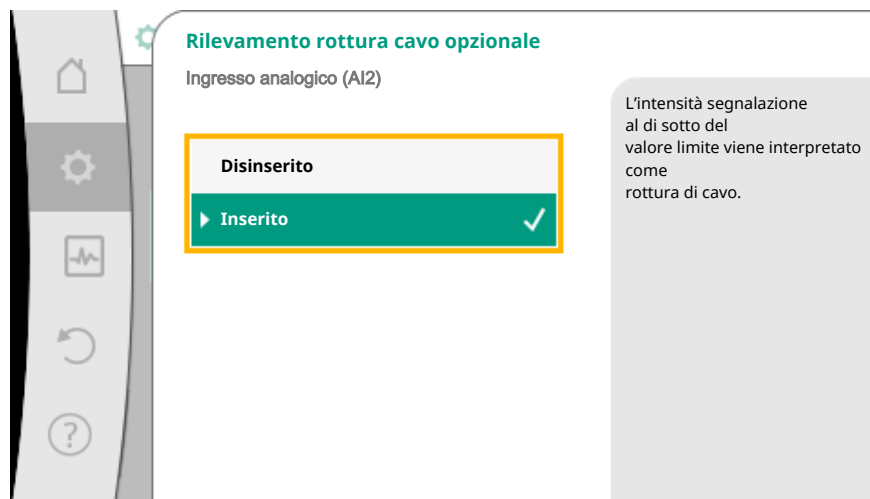 Rilevamento rottura cavo opzionale
Ingresso analogico (AI2)
Disinserito
Inserito
L'intensità segnalazione
al di sotto del
valore limite viene interpretato
come
rottura di cavo.
?